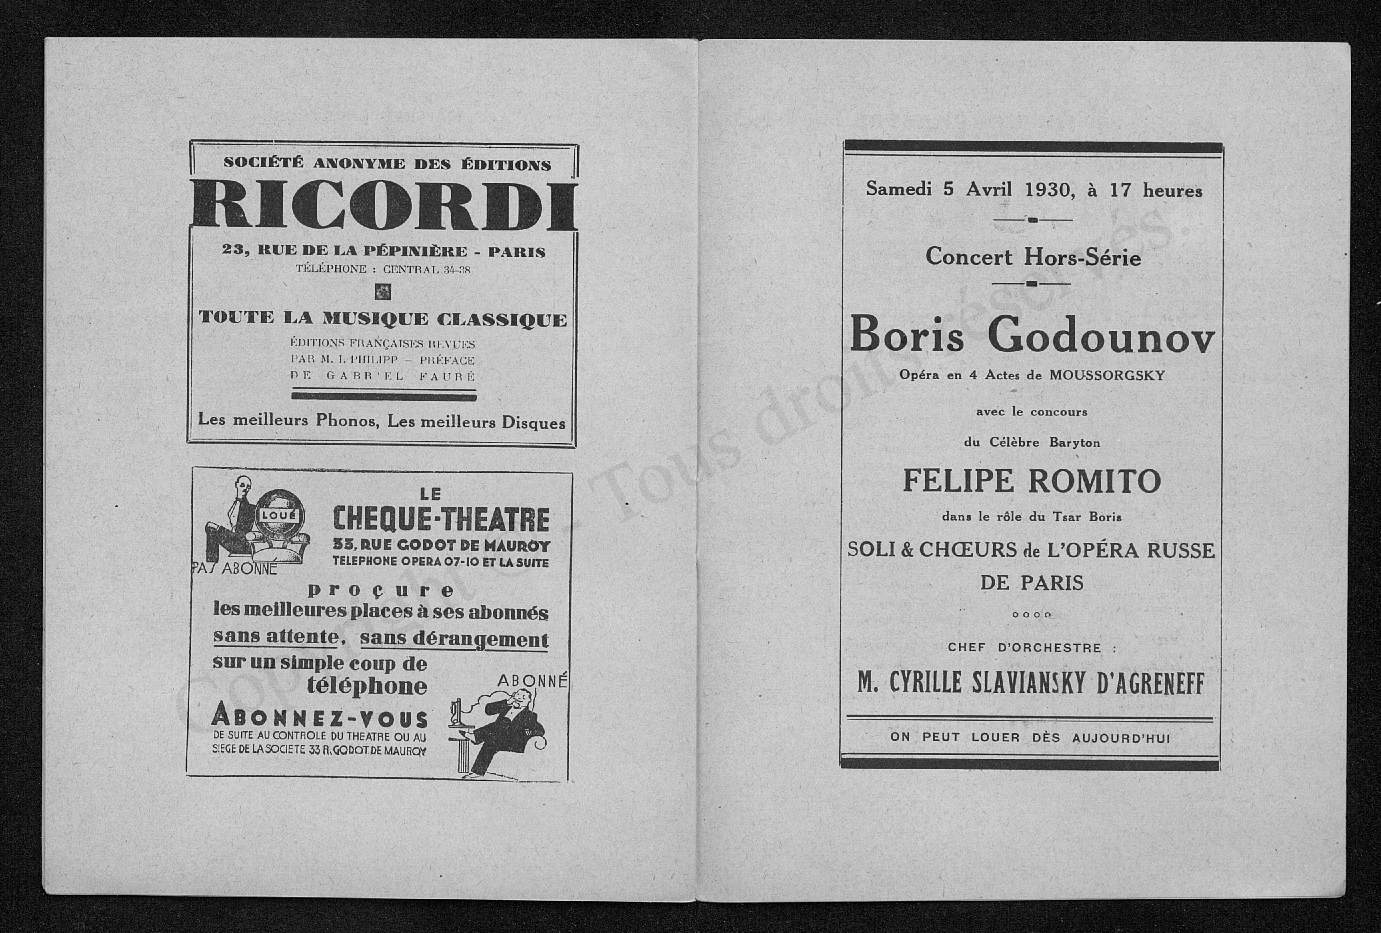 SOCIÉTÉ ANONYME DES ÉDITIONS
RICORDI
23, RUE DE LA PÉPINIÈRE - PARIS
TÉLÉPHONE : CENTRAL 34-38
TOUTE LA MUSIQUE CLASSIQUE
ÉDITIONS FRANÇAISES REVUES
PAR M. I. PHILIPP - PRÉFACE
DE GABR'EL FAURÉ
Les meilleurs Phonos, Les meilleurs Disques
LOUÉ
PAS ABONNÉ
LE
CHEQUE-THEATRE
33, RUE GODOT DE MAUROY
TELEPHONE OPERA 07-10 ET LA SUITE
procure
les meilleures places à ses abonnés
sans attente, sans dérangement
sur un simple coup de
téléphone
ABONNÉ
ABONNEZ-VOUS
DE SUITE AU CONTROLE DU THEATRE OU AU
SIEGE DE LA SOCIETE 33 R. GODOT DE MAUROY
Samedi 5 Avril 1930, à 17 heures
Concert Hors-Série
Boris Godounov
Opéra en 4 Actes de MOUSSORGSKY
avec le concours
du Célèbre Baryton
FELIPE ROMITO
dans le rôle du Tsar Boris
SOLI & CHŒURS de L'OPÉRA RUSSE
DE PARIS
CHEF D'ORCHESTRE :
M. CYRILLE SLAVIANSKY D'AGRENEFF
ON PEUT LOUER DÈS AUJOURD'HUI
Tous droits réservés